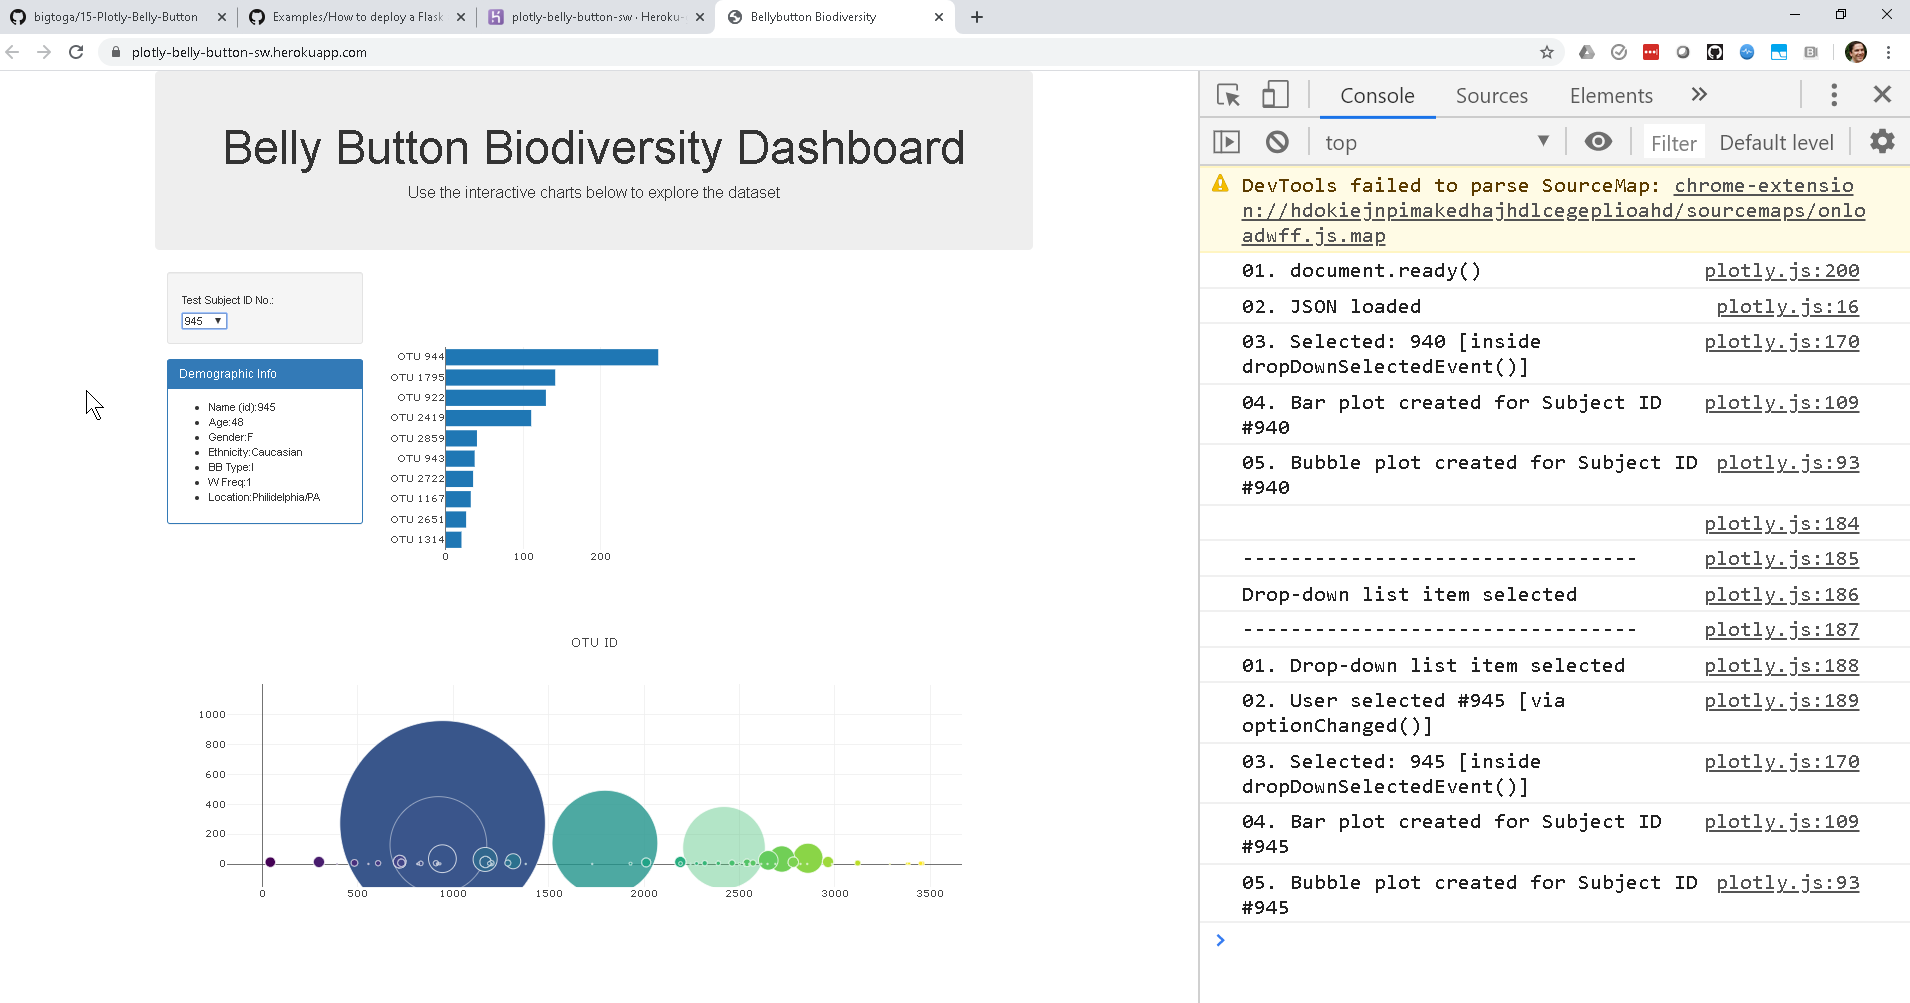 bigtoga/15-Plotly-Belly-Button
Examples/How to deploy a Flask
plotly-belly-button-sw · Heroku
Bellybutton Biodiversity
plotly-belly-button-sw.herokuapp.com
Belly Button Biodiversity Dashboard
Use the interactive charts below to explore the dataset
Test Subject ID No.:
945
Demographic Info
Name (id):945
Age:48
Gender:F
Ethnicity:Caucasian
BB Type:I
W Freq:1
Location:Philidelphia/PA
OTU 944
OTU 1795
OTU 922
OTU 2419
OTU 2859
OTU 943
OTU 2722
OTU 1167
OTU 2651
OTU 1314
0 100 200
OTU ID
1000
800
600
400
200
0
0 500 1000 1500 2000 2500 3000 3500
Console Sources Elements
top Filter Default level
DevTools failed to parse SourceMap: chrome-extensio
n://hdokiejnpimakedhajhdlcegeplioahd/sourcemaps/onlo
adwff.js.map
01. document.ready() plotly.js:200
02. JSON loaded plotly.js:16
03. Selected: 940 [inside plotly.js:170
dropDownSelectedEvent()]
04. Bar plot created for Subject ID plotly.js:109
#940
05. Bubble plot created for Subject ID plotly.js:93
#940
plotly.js:184
--------------------------------- plotly.js:185
Drop-down list item selected plotly.js:186
--------------------------------- plotly.js:187
01. Drop-down list item selected plotly.js:188
02. User selected #945 [via plotly.js:189
optionChanged()]
03. Selected: 945 [inside plotly.js:170
dropDownSelectedEvent()]
04. Bar plot created for Subject ID plotly.js:109
#945
05. Bubble plot created for Subject ID plotly.js:93
#945